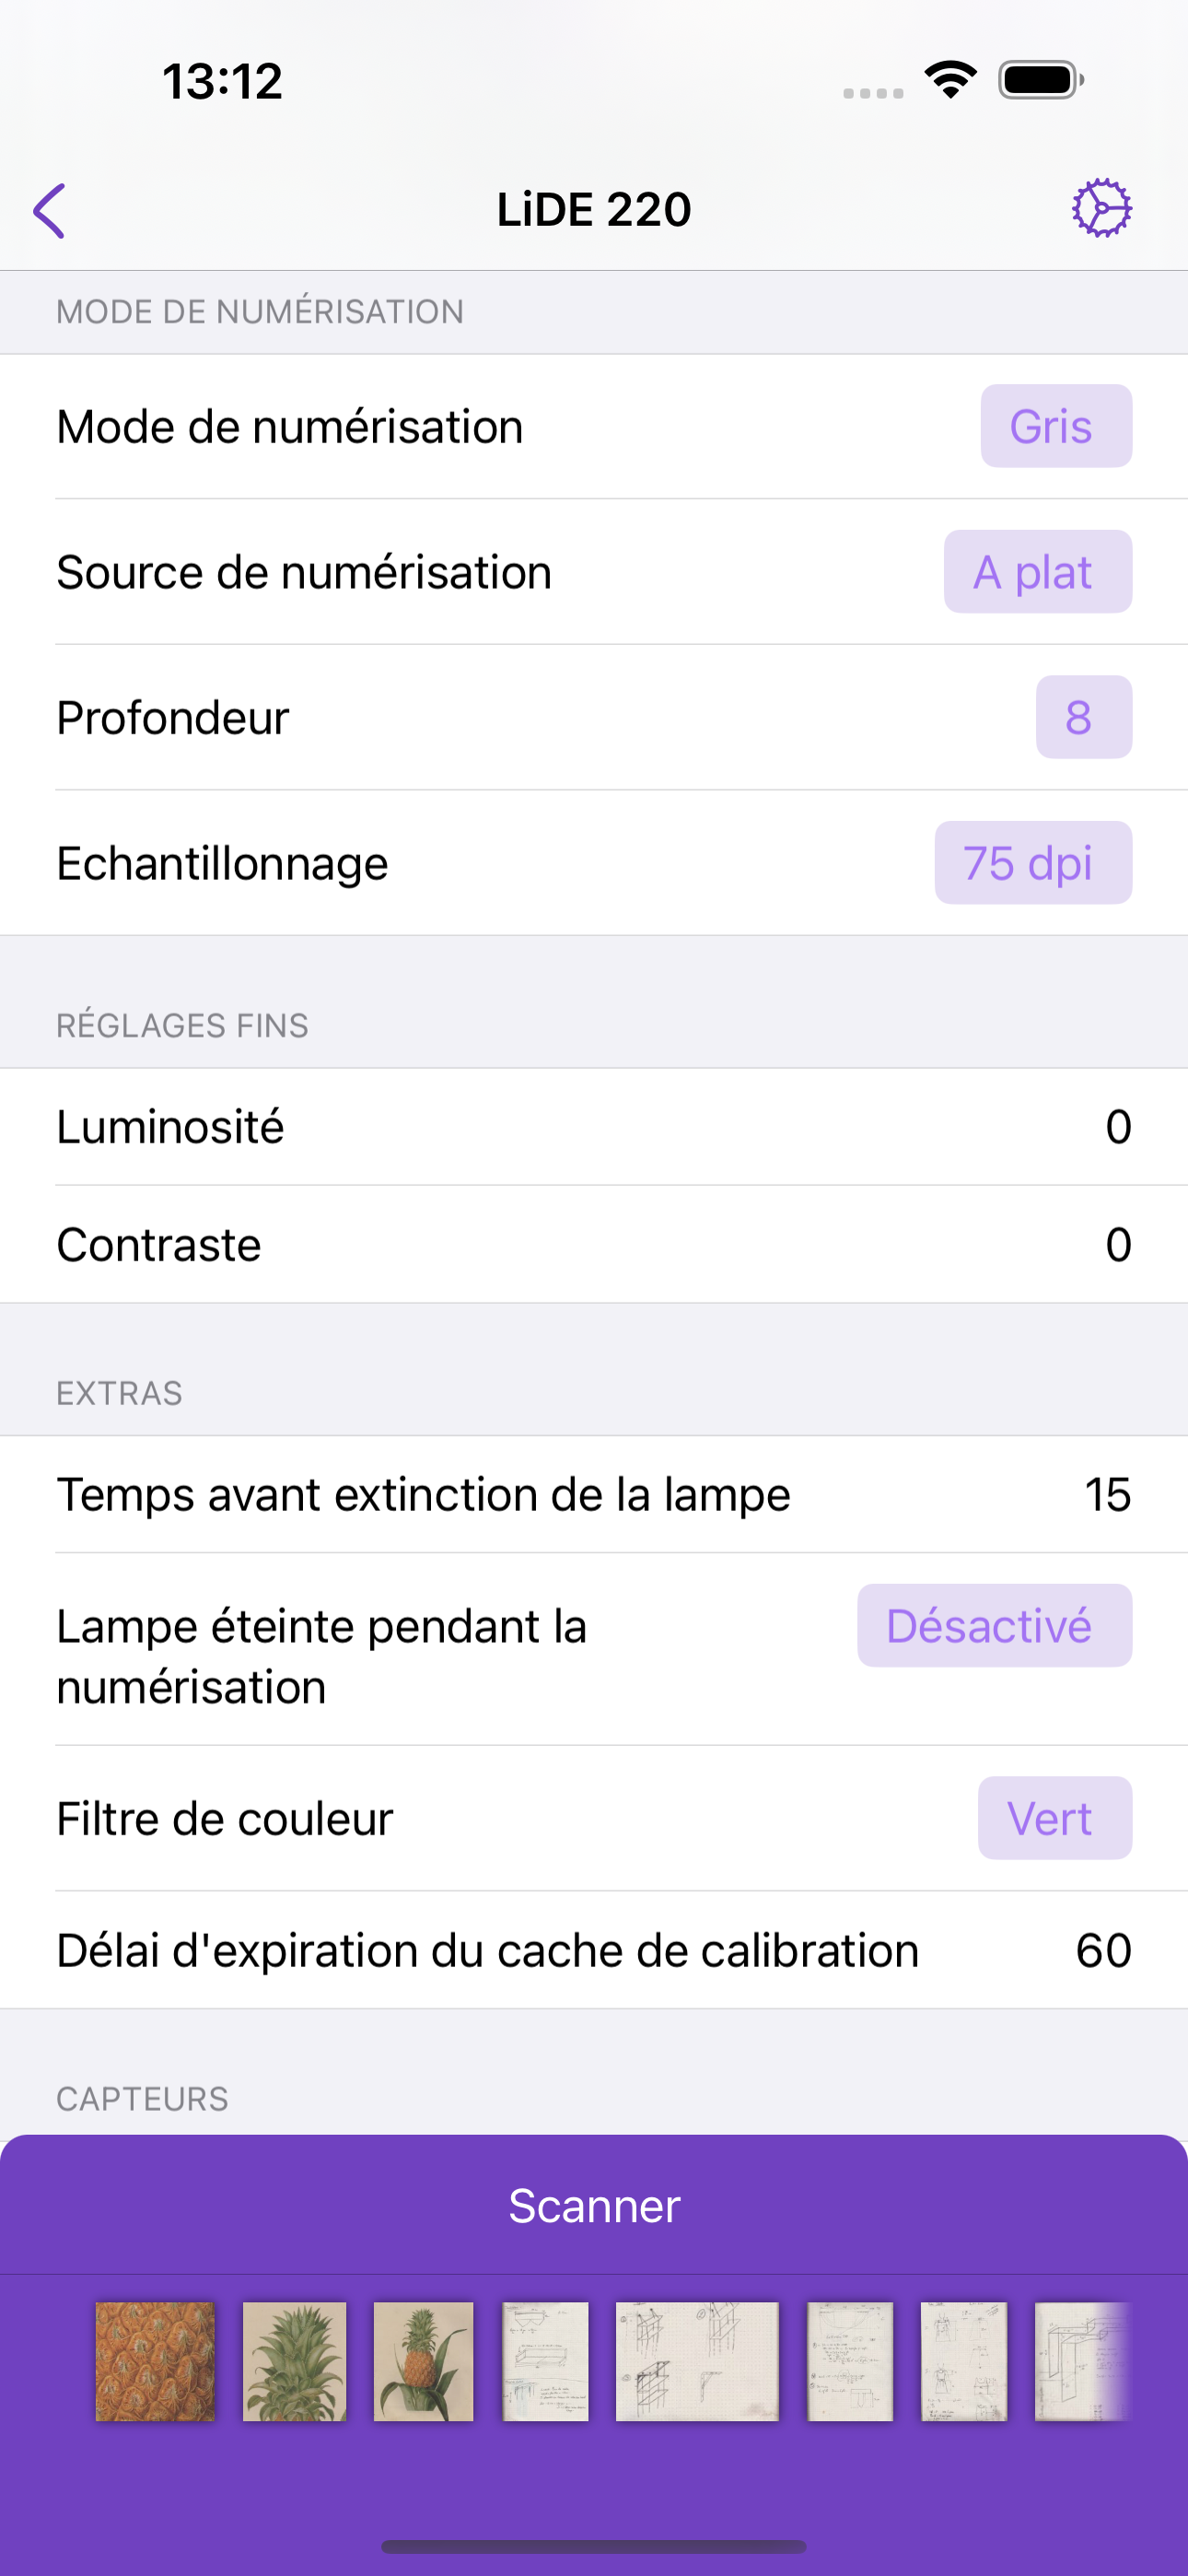 13:12
LiDE 220
MODE DE NUMÉRISATION
Mode de numérisation Gris
Source de numérisation A plat
Profondeur 8
Echantillonnage 75 dpi
RÉGLAGES FINS
Luminosité 0
Contraste 0
EXTRAS
Temps avant extinction de la lampe 15
Lampe éteinte pendant la Désactivé
numérisation
Filtre de couleur Vert
Délai d'expiration du cache de calibration 60
CAPTEURS
Scanner